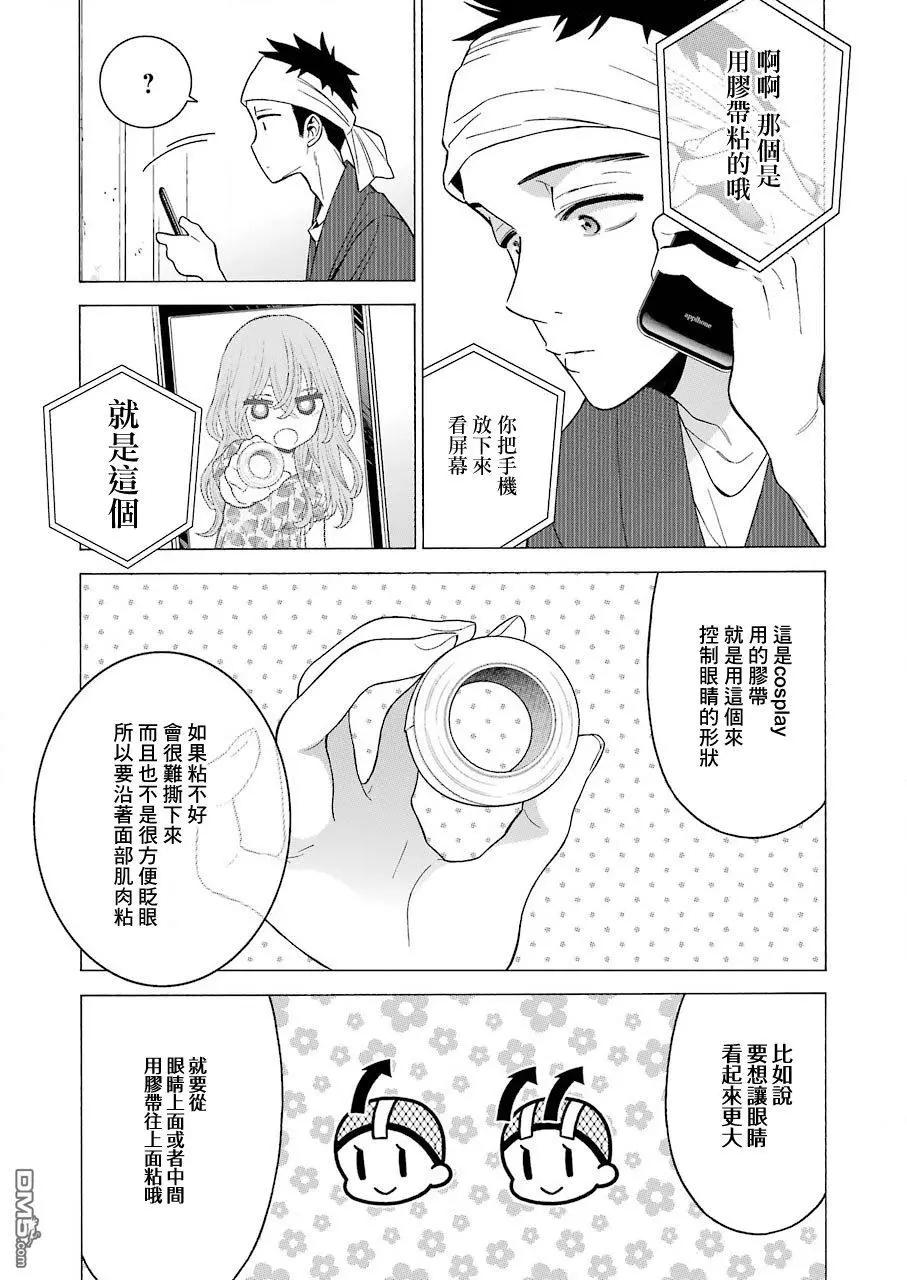 啊啊 那個是
用膠帶粘的哦
apphone
你把手機
放下來
看屏幕
?
就是這個
這是cosplay
用的膠帶
就是用這個來
控制眼睛的形狀
如果粘不好
會很難撕下來
而且也不是很方便眨眼
所以要沿著面部肌肉粘
比如說
要想讓眼睛
看起來更大
就要從
眼睛上面或者中間
用膠帶往上面粘哦
DM5.com